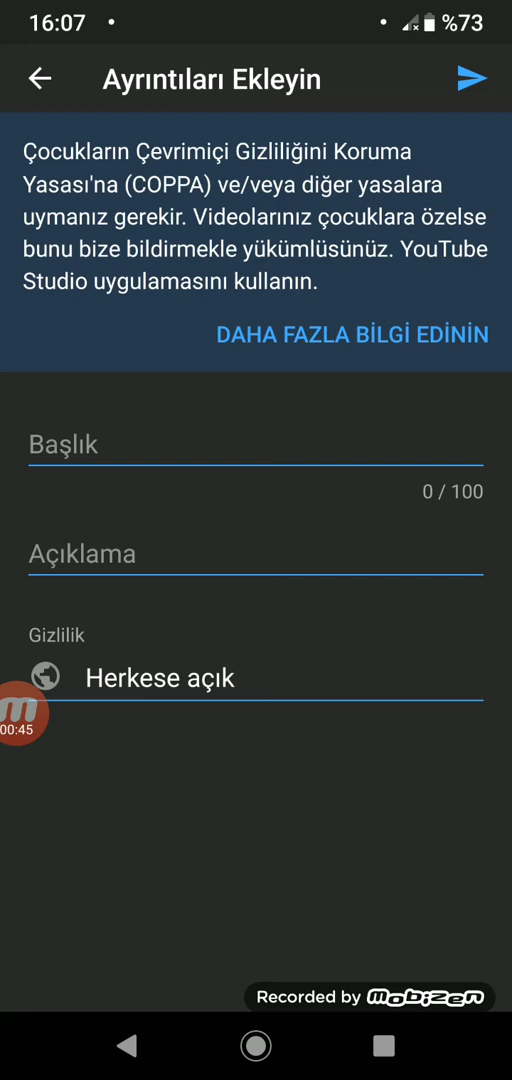 16:07
%73
Ayrıntıları Ekleyin
Çocukların Çevrimiçi Gizliliğini Koruma
Yasası'na (COPPA) ve/veya diğer yasalara
uymanız gerekir. Videolarınız çocuklara özelse
bunu bize bildirmekle yükümlüsünüz. YouTube
Studio uygulamasını kullanın.
DAHA FAZLA BİLGİ EDİNİN
Başlık
0 / 100
Açıklama
Gizlilik
Herkese açık
m
00:45
Recorded by mobizen